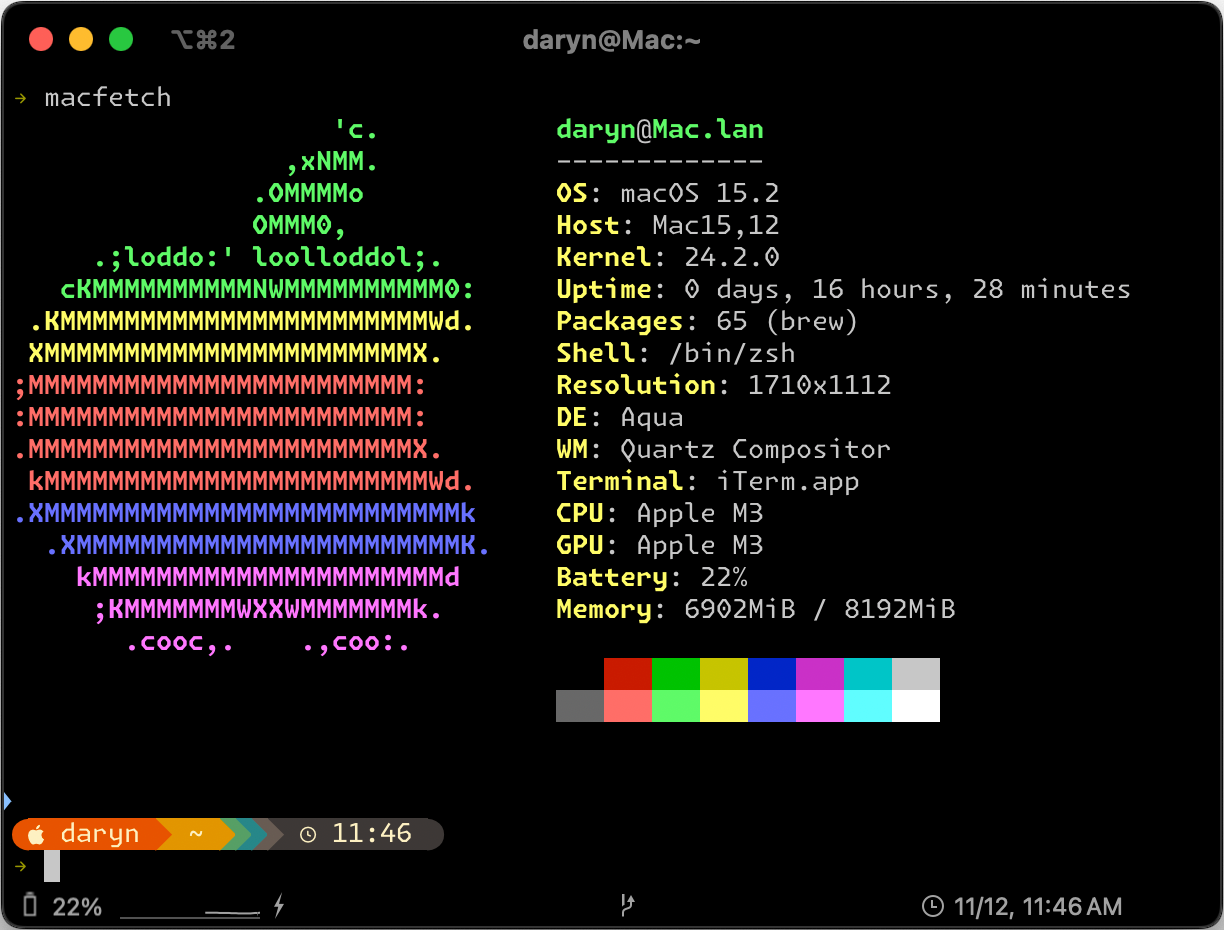 ⌥⌘2 daryn@Mac:~
→ macfetch
'c. daryn@Mac.lan
,xNMM. -------------
.OMMMMo OS: macOS 15.2
OMMM0, Host: Mac15,12
.;loddo:' loolloddol;. Kernel: 24.2.0
cKMMMMMMMMMMNWMMMMMMMMMM0: Uptime: 0 days, 16 hours, 28 minutes
.KMMMMMMMMMMMMMMMMMMMMMMMWd. Packages: 65 (brew)
XMMMMMMMMMMMMMMMMMMMMMMMX. Shell: /bin/zsh
;MMMMMMMMMMMMMMMMMMMMMMMM: Resolution: 1710x1112
:MMMMMMMMMMMMMMMMMMMMMMMM: DE: Aqua
.MMMMMMMMMMMMMMMMMMMMMMMMX. WM: Quartz Compositor
kMMMMMMMMMMMMMMMMMMMMMMMMWd. Terminal: iTerm.app
.XMMMMMMMMMMMMMMMMMMMMMMMMMMk CPU: Apple M3
.XMMMMMMMMMMMMMMMMMMMMMMMMK. GPU: Apple M3
kMMMMMMMMMMMMMMMMMMMMMMd Battery: 22%
;KMMMMMMMWXXWMMMMMMMk. Memory: 6902MiB / 8192MiB
.cooc,. .,coo:.
daryn ~ 11:46
→
22% 11/12, 11:46 AM